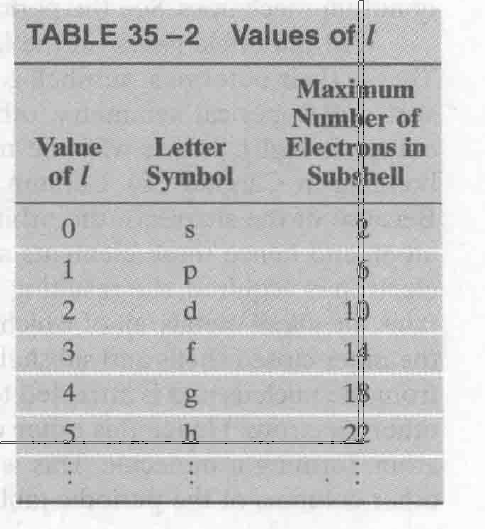 TABLE 35–2 Values of l
Maximum
Number of
Value Letter Electrons in
of l Symbol Subshell
0 s 2
1 p 6
2 d 10
3 f 14
4 g 18
5 h 22
⋮ ⋮ ⋮